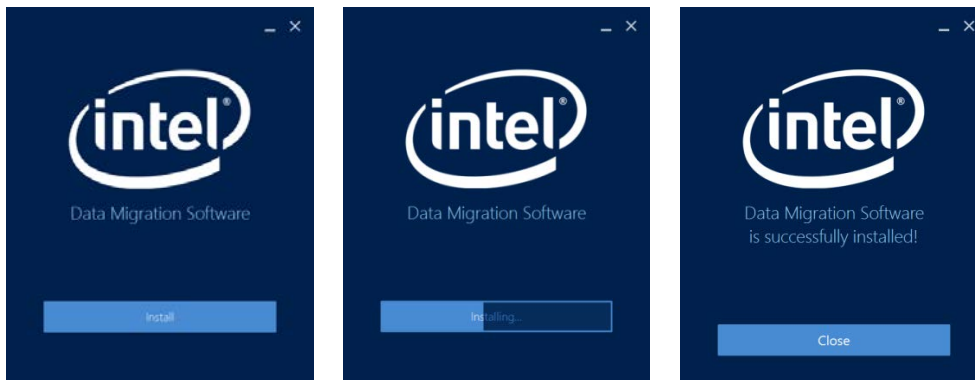 intel®
Data Migration Software
Install
intel®
Data Migration Software
Installing...
intel®
Data Migration Software
is successfully installed!
Close